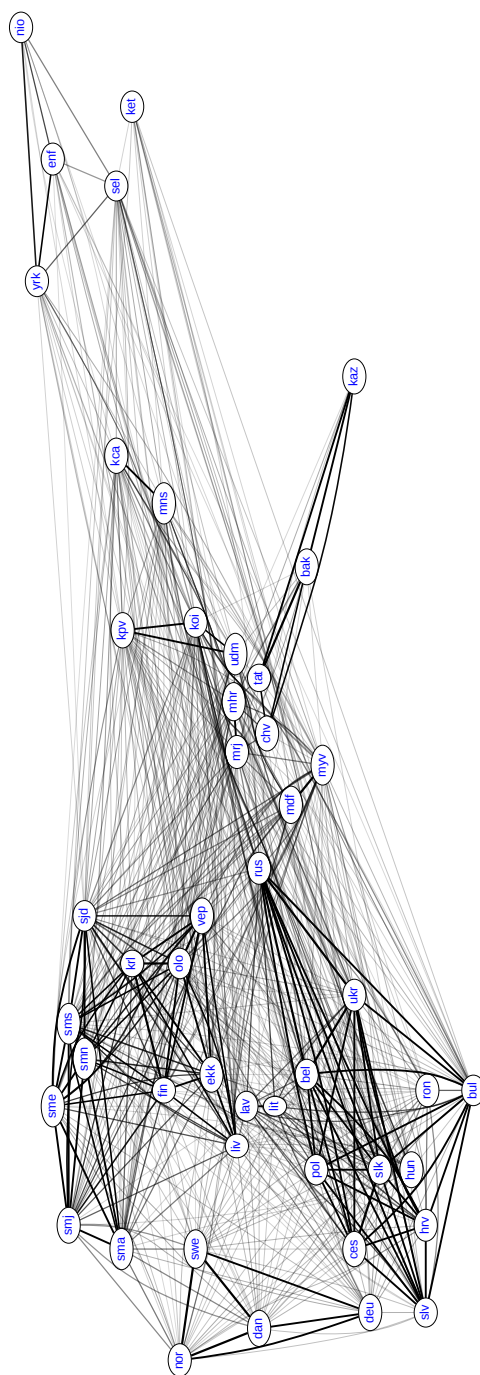 nio
ket
enf
sel
yrk
kaz
kca
mns
bak
koi
kpv
udm
tat
mhr
chv
mrj
myv
mdf
rus
sjd
vep
krl
olo
ukr
sms
smn
ekk
bel
fin
ron
bul
sme
lav
lit
liv
pol
slk
hun
smj
hrv
sma
swe
ces
deu
slv
dan
nor